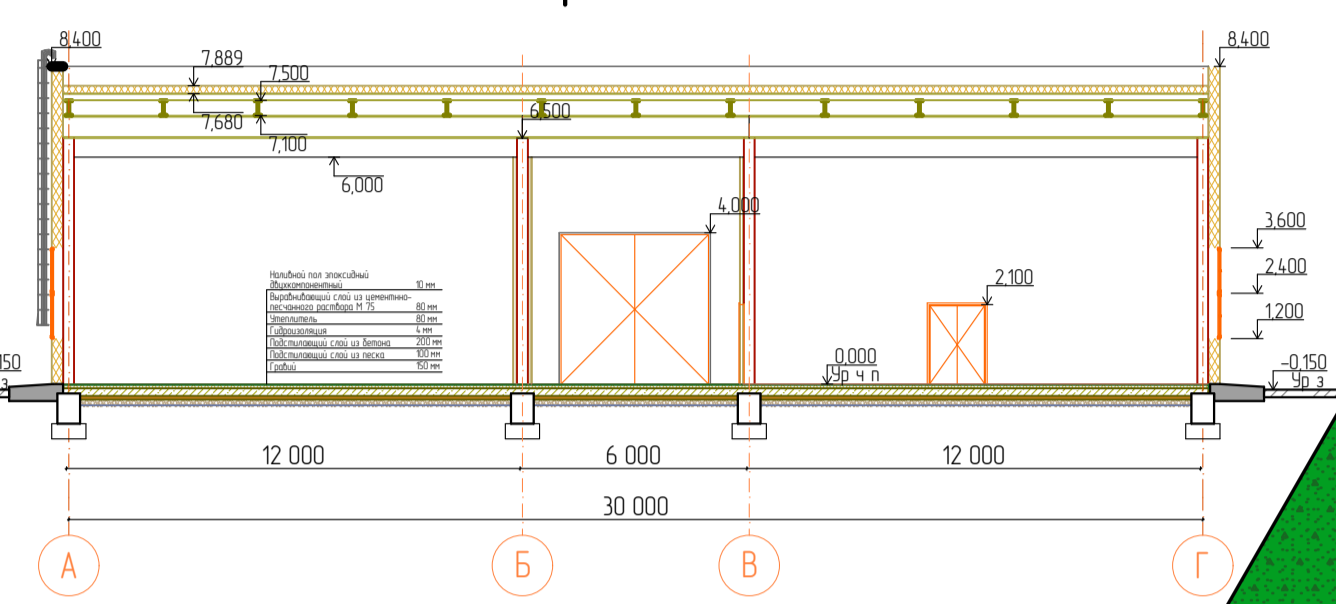 8,400
8,400
7,889
7,500
6,500
7,680
7,100
6,000
4,000
3,600
2,400
2,100
1,200
Наливной пол эпоксидный
двухкомпонентный 10 мм
Выравнивающий слой из цементнно-
песчанного раствора М 75 80 мм
Утеплитель 80 мм
Гидроизоляция 4 мм
Подстилающий слой из бетона 200 мм
Подстилающий слой из песка 100 мм
Гравий 150 мм
0,000
Ур ч п
150
з
-0,150
Ур з
12 000
6 000
12 000
30 000
А
Б
В
Г